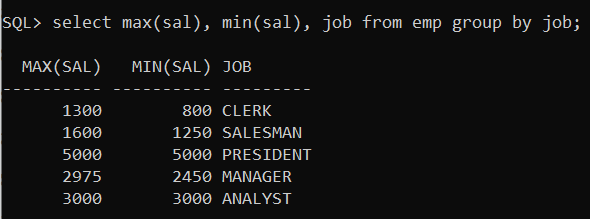 SQL> select max(sal), min(sal), job from emp group by job;
MAX(SAL) MIN(SAL) JOB
---------- ---------- ---------
1300 800 CLERK
1600 1250 SALESMAN
5000 5000 PRESIDENT
2975 2450 MANAGER
3000 3000 ANALYST